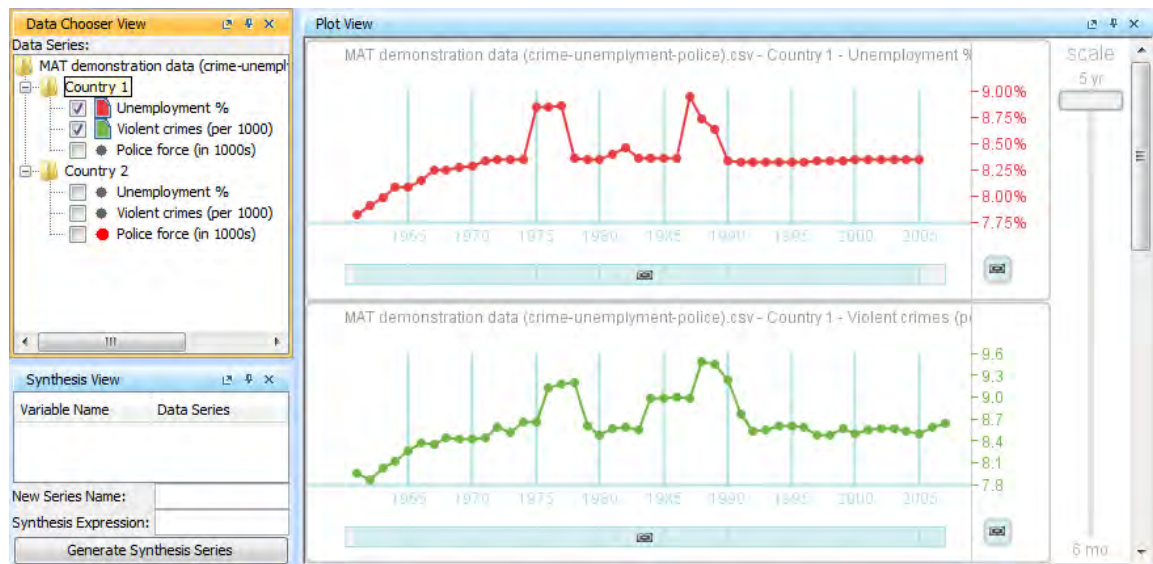 Data Chooser View
Data Series:
MAT demonstration data (crime-unempl
Country 1
Unemployment %
Violent crimes (per 1000)
Police force (in 1000s)
Country 2
Unemployment %
Violent crimes (per 1000)
Police force (in 1000s)
Synthesis View
Variable Name Data Series
New Series Name:
Synthesis Expression:
Generate Synthesis Series
Plot View
MAT demonstration data (crime-unemplyment-police).csv - Country 1 - Unemployment %
9.00%
8.75%
8.50%
8.25%
8.00%
7.75%
1965 1970 1975 1980 1985 1990 1995 2000 2005
MAT demonstration data (crime-unemplyment-police).csv - Country 1 - Violent crimes (p
9.6
9.3
9.0
8.7
8.4
8.1
7.8
1965 1970 1975 1980 1985 1990 1995 2000 2005
scale
5 yr
6 mo